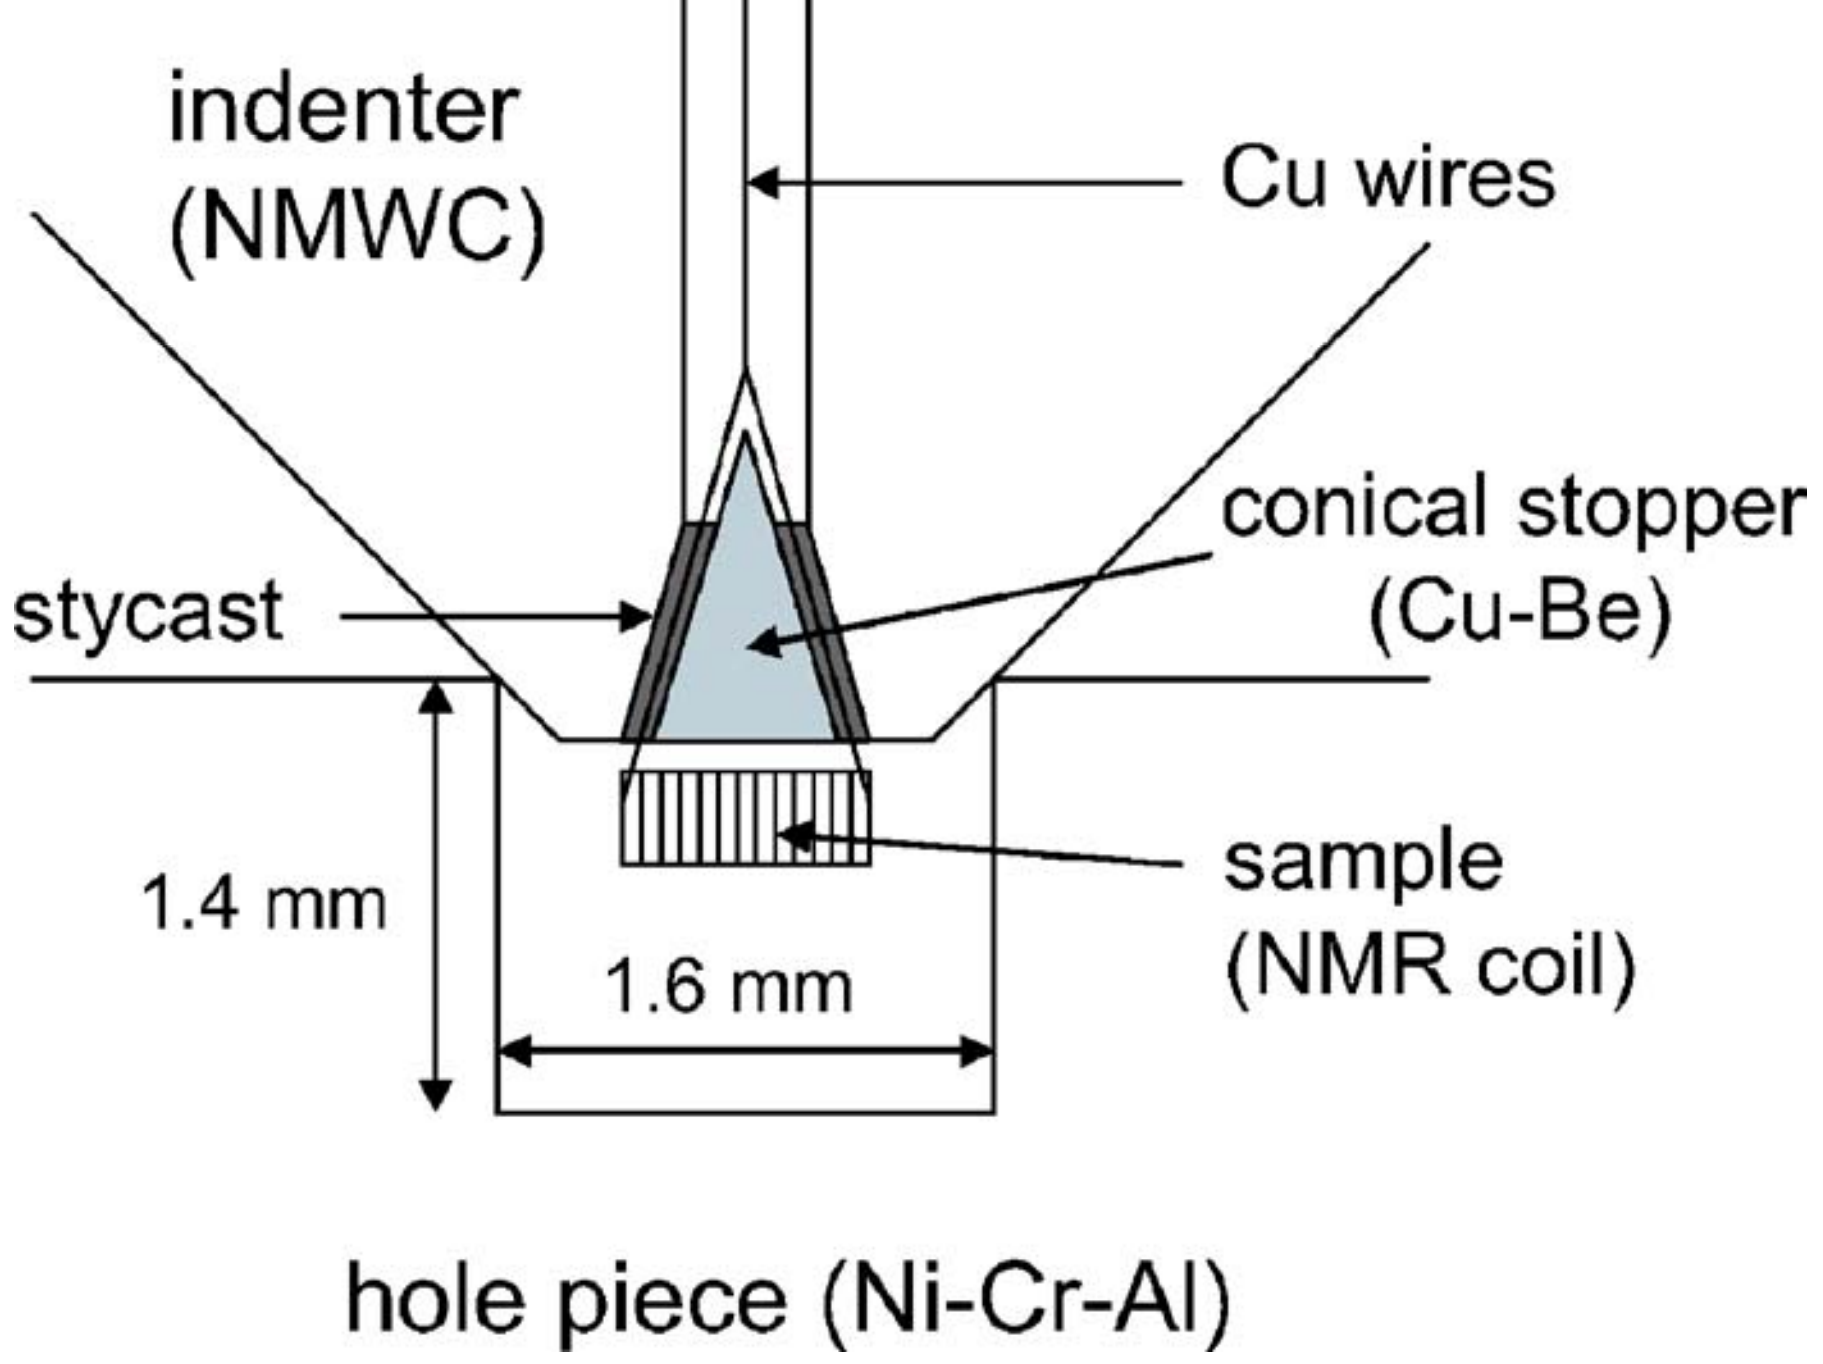 indenter
(NMWC)
Cu wires
conical stopper
(Cu-Be)
stycast
1.4 mm
1.6 mm
sample
(NMR coil)
hole piece (Ni-Cr-Al)